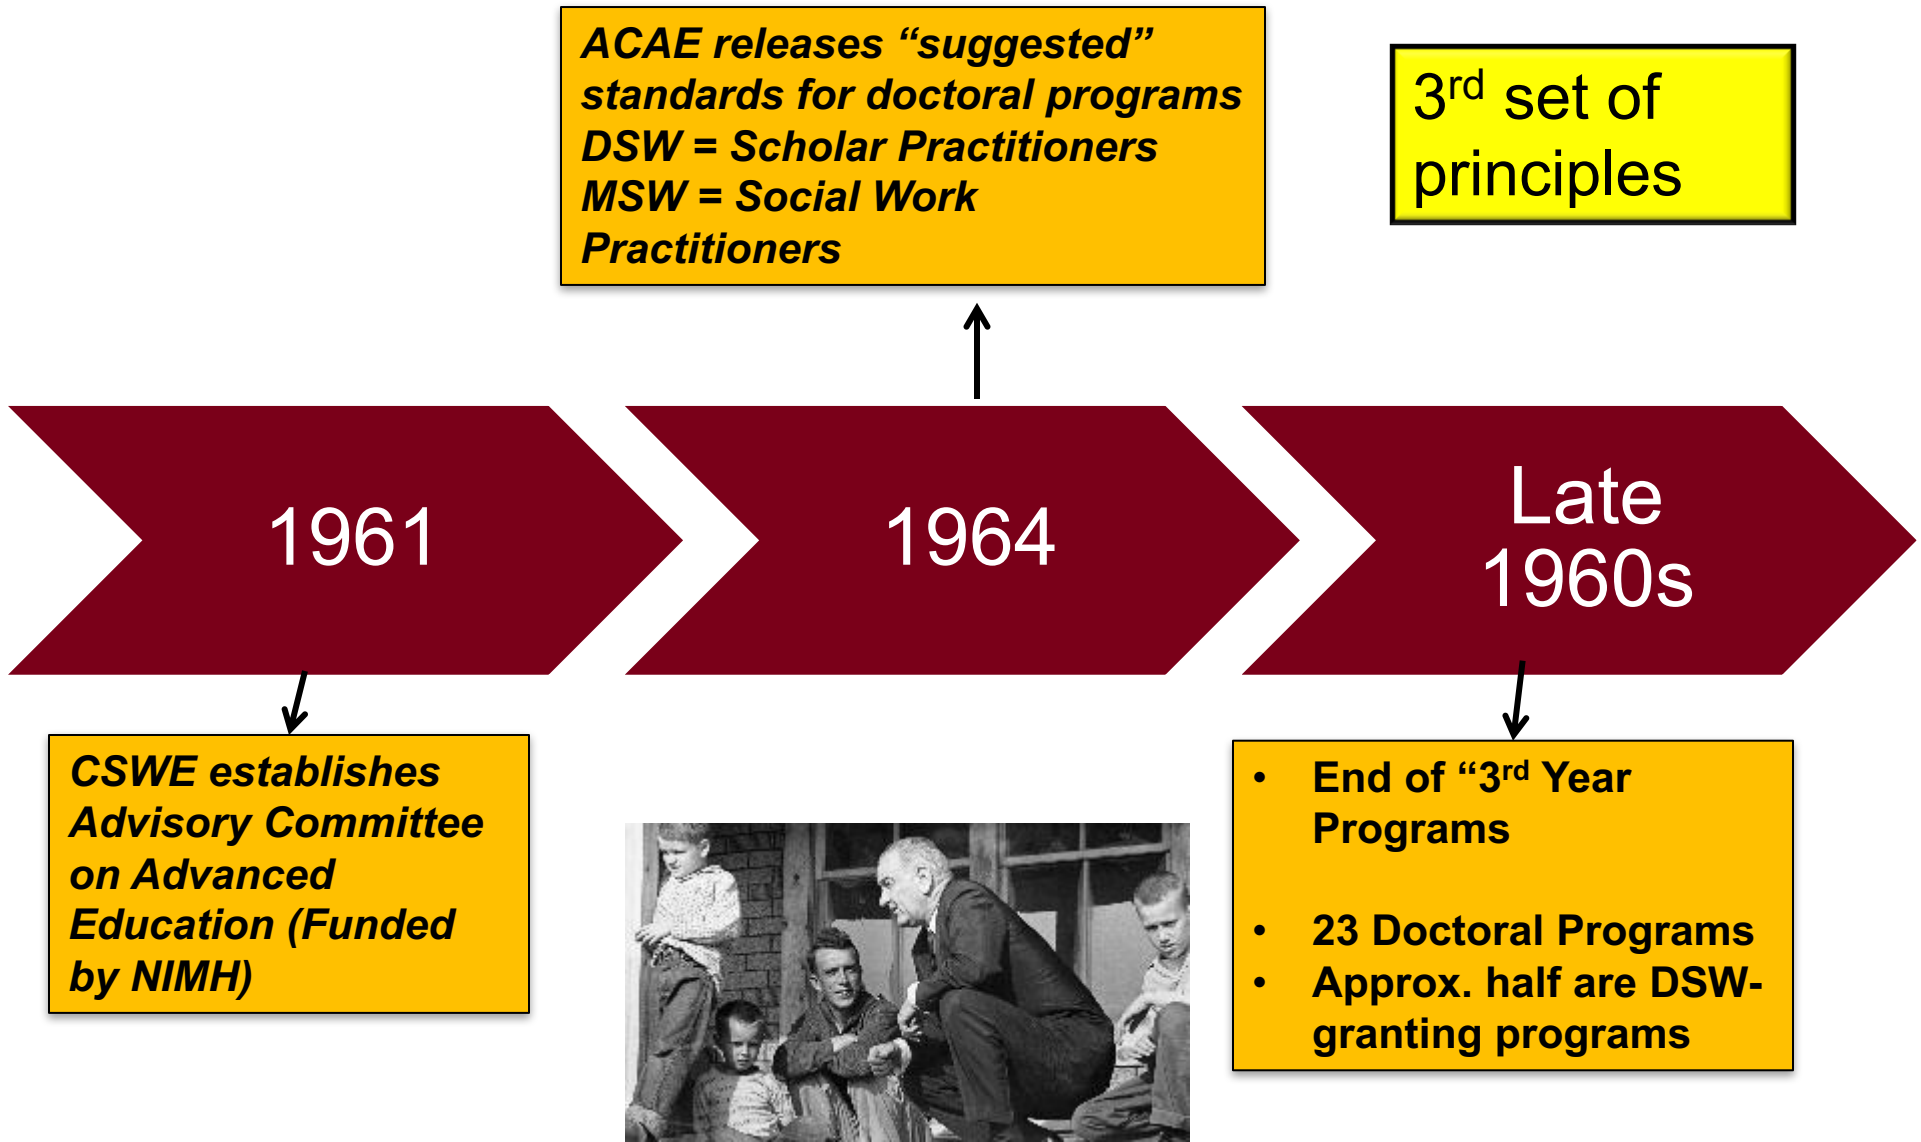 ACAE releases “suggested”
standards for doctoral programs
DSW = Scholar Practitioners
MSW = Social Work
Practitioners
3rd set of
principles
1961
1964
Late
1960s
CSWE establishes
Advisory Committee
on Advanced
Education (Funded
by NIMH)
• End of “3rd Year
Programs
• 23 Doctoral Programs
• Approx. half are DSW-
granting programs